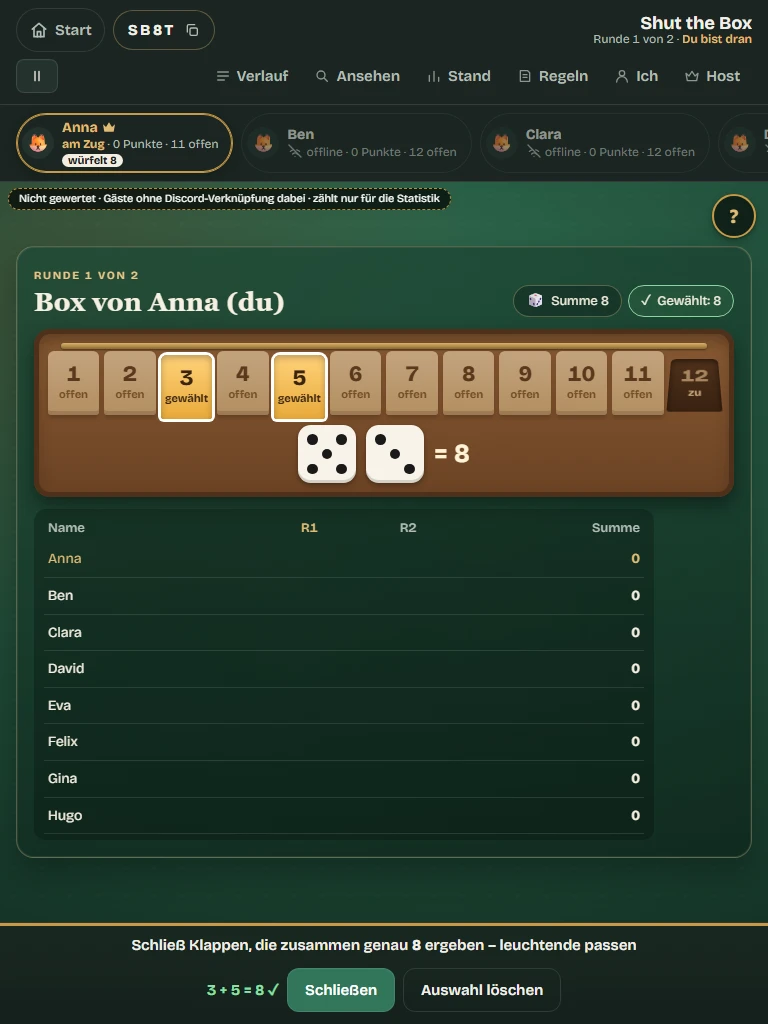 Start
SB8T
Shut the Box
Runde 1 von 2 · Du bist dran
Verlauf
Ansehen
Stand
Regeln
Ich
Host
Anna
am Zug · 0 Punkte · 11 offen
würfelt 8
Ben
offline · 0 Punkte · 12 offen
Clara
offline · 0 Punkte · 12 offen
Nicht gewertet · Gäste ohne Discord-Verknüpfung dabei · zählt nur für die Statistik
?
RUNDE 1 VON 2
Box von Anna (du)
Summe 8
✓ Gewählt: 8
1 2 3 4 5 6 7 8 9 10 11 12
offen offen gewählt offen gewählt offen offen offen offen offen offen zu
= 8
Name R1 R2 Summe
Anna 0
Ben 0
Clara 0
David 0
Eva 0
Felix 0
Gina 0
Hugo 0
Schließ Klappen, die zusammen genau 8 ergeben – leuchtende passen
3 + 5 = 8 ✓
Schließen
Auswahl löschen